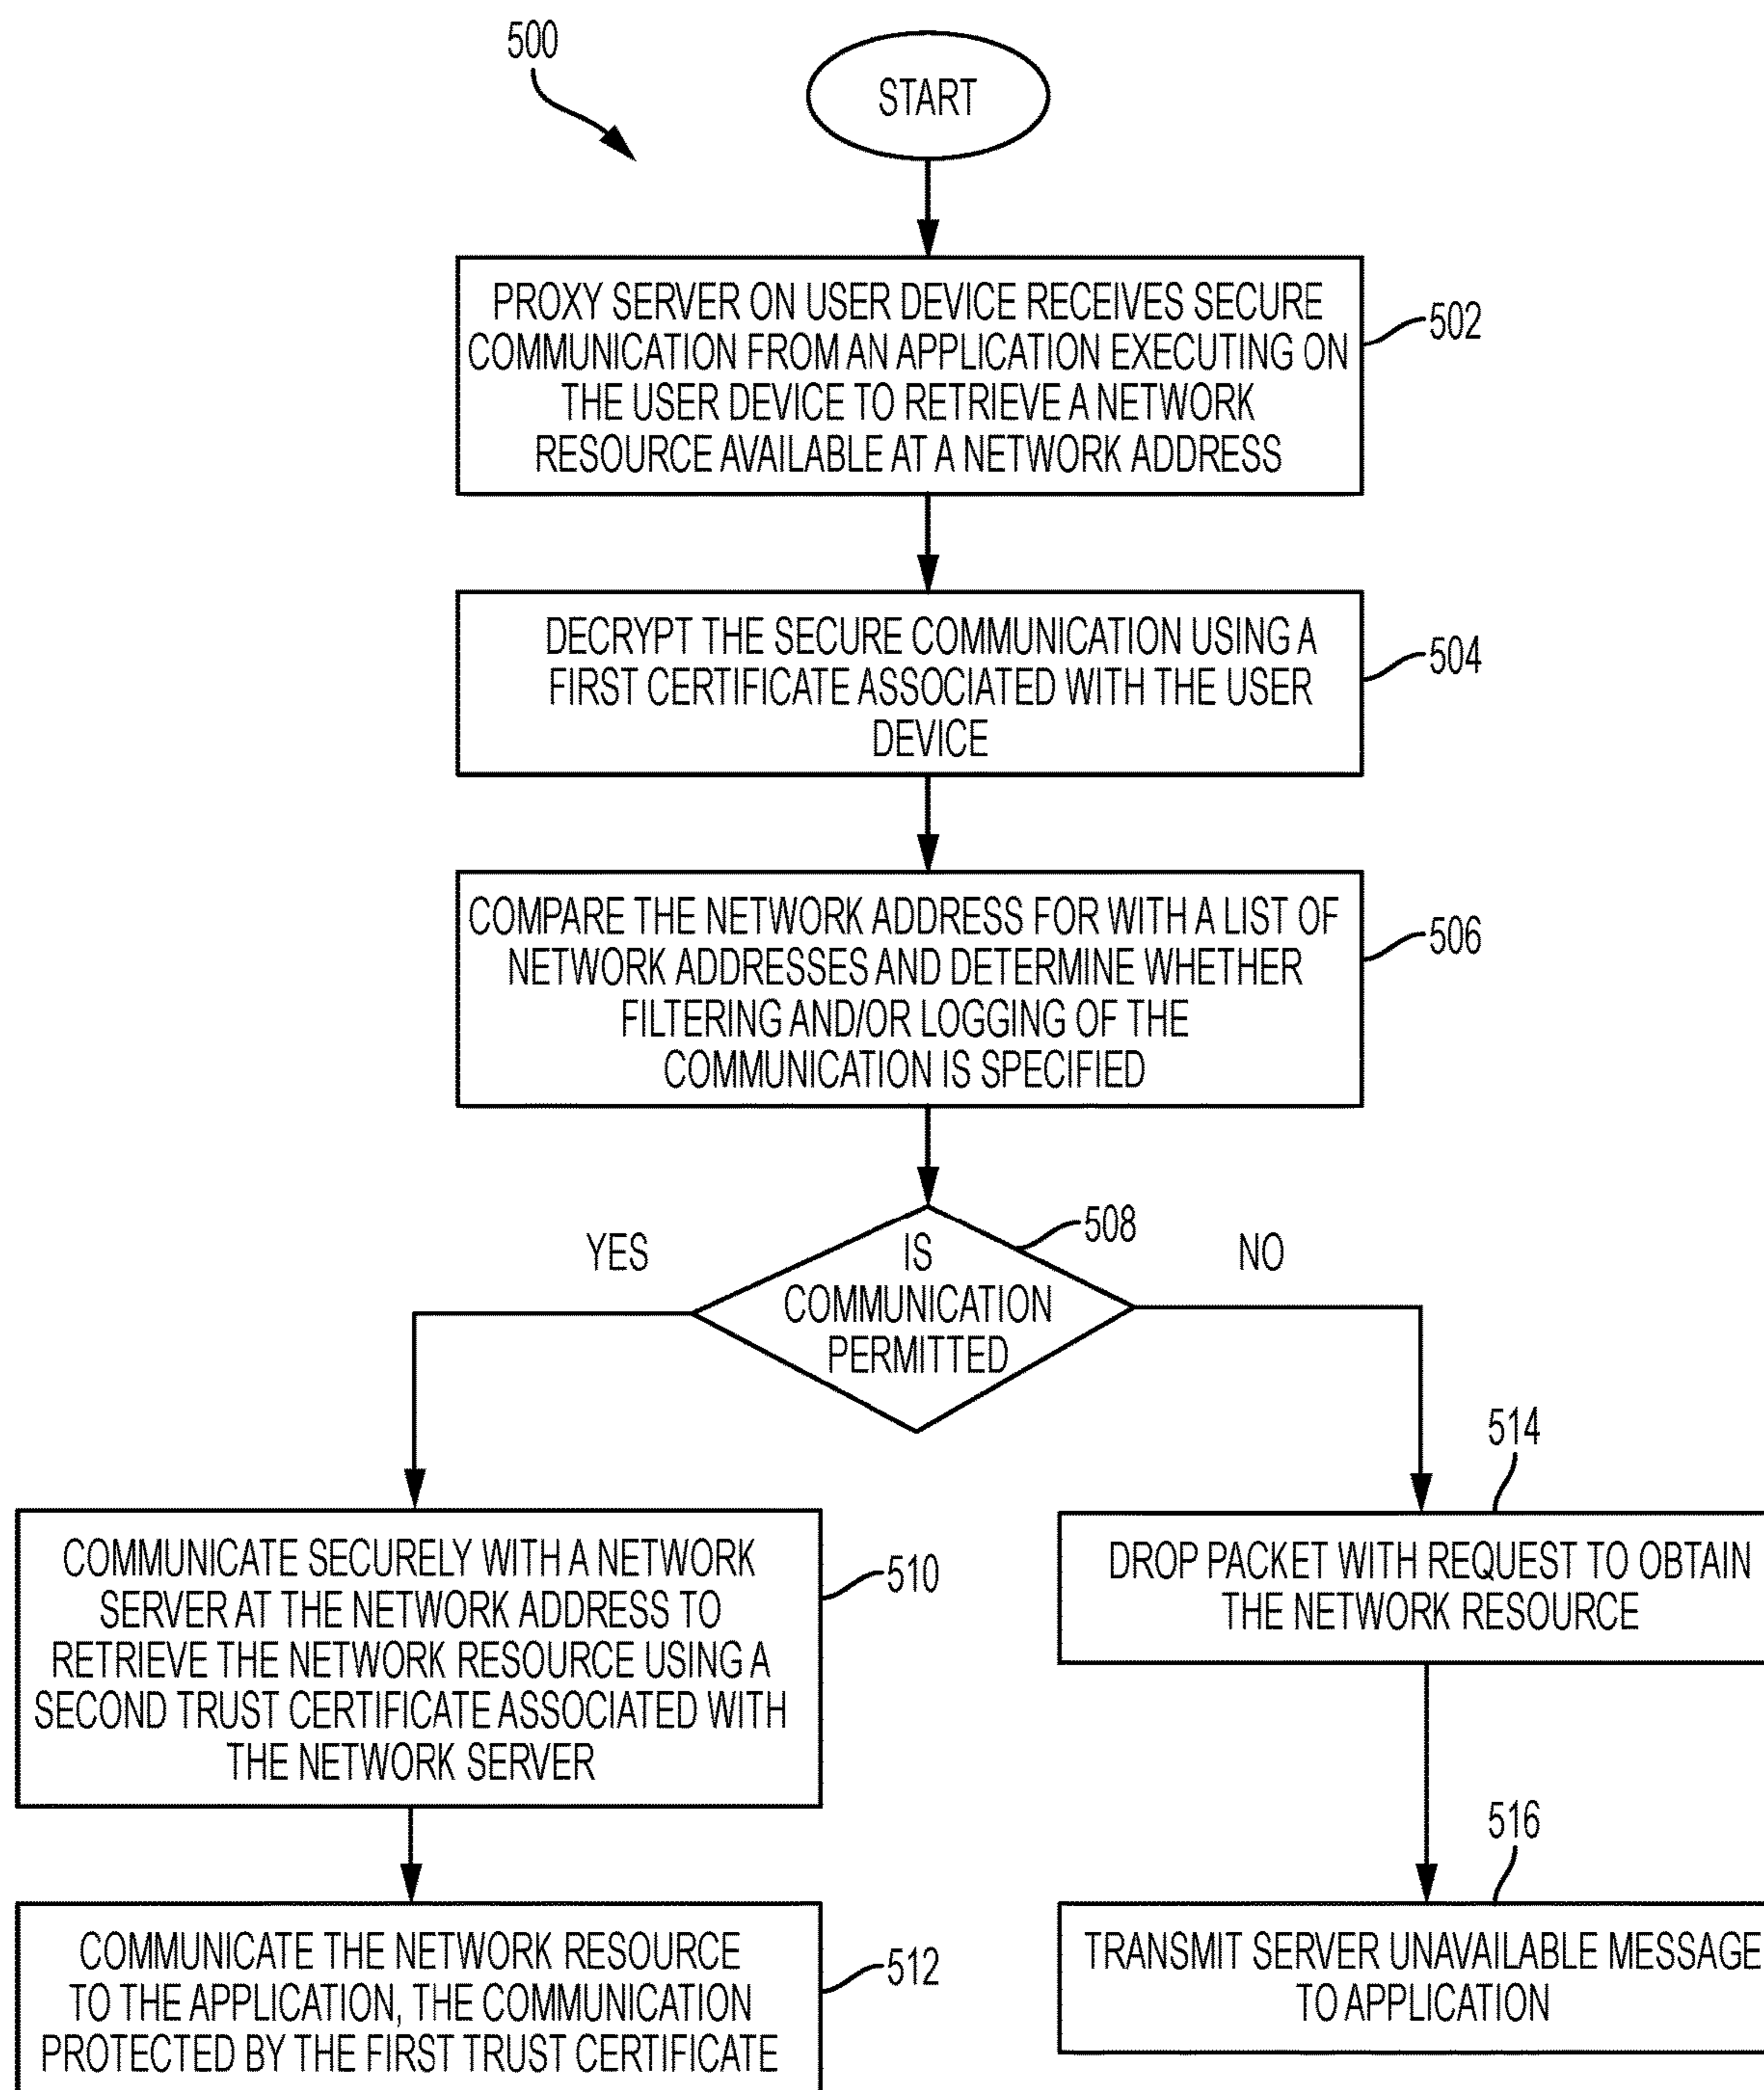 500
START
PROXY SERVER ON USER DEVICE RECEIVES SECURE
COMMUNICATION FROM AN APPLICATION EXECUTING ON
THE USER DEVICE TO RETRIEVE A NETWORK
RESOURCE AVAILABLE AT A NETWORK ADDRESS
502
DECRYPT THE SECURE COMMUNICATION USING A
FIRST CERTIFICATE ASSOCIATED WITH THE USER
DEVICE
504
COMPARE THE NETWORK ADDRESS FOR WITH A LIST OF
NETWORK ADDRESSES AND DETERMINE WHETHER
FILTERING AND/OR LOGGING OF THE
COMMUNICATION IS SPECIFIED
506
YES
IS
COMMUNICATION
PERMITTED
508
NO
COMMUNICATE SECURELY WITH A NETWORK
SERVER AT THE NETWORK ADDRESS TO
RETRIEVE THE NETWORK RESOURCE USING A
SECOND TRUST CERTIFICATE ASSOCIATED WITH
THE NETWORK SERVER
510
514
DROP PACKET WITH REQUEST TO OBTAIN
THE NETWORK RESOURCE
COMMUNICATE THE NETWORK RESOURCE
TO THE APPLICATION, THE COMMUNICATION
PROTECTED BY THE FIRST TRUST CERTIFICATE
512
516
TRANSMIT SERVER UNAVAILABLE MESSAGE
TO APPLICATION